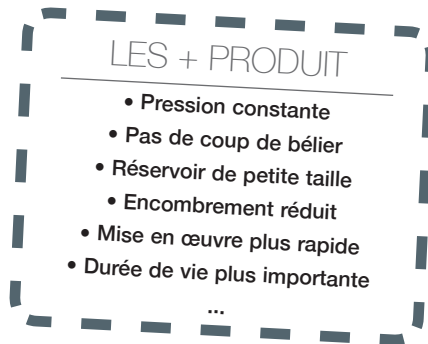 LES + PRODUIT
• Pression constante
• Pas de coup de bélier
• Réservoir de petite taille
• Encombrement réduit
• Mise en œuvre plus rapide
• Durée de vie plus importante
...